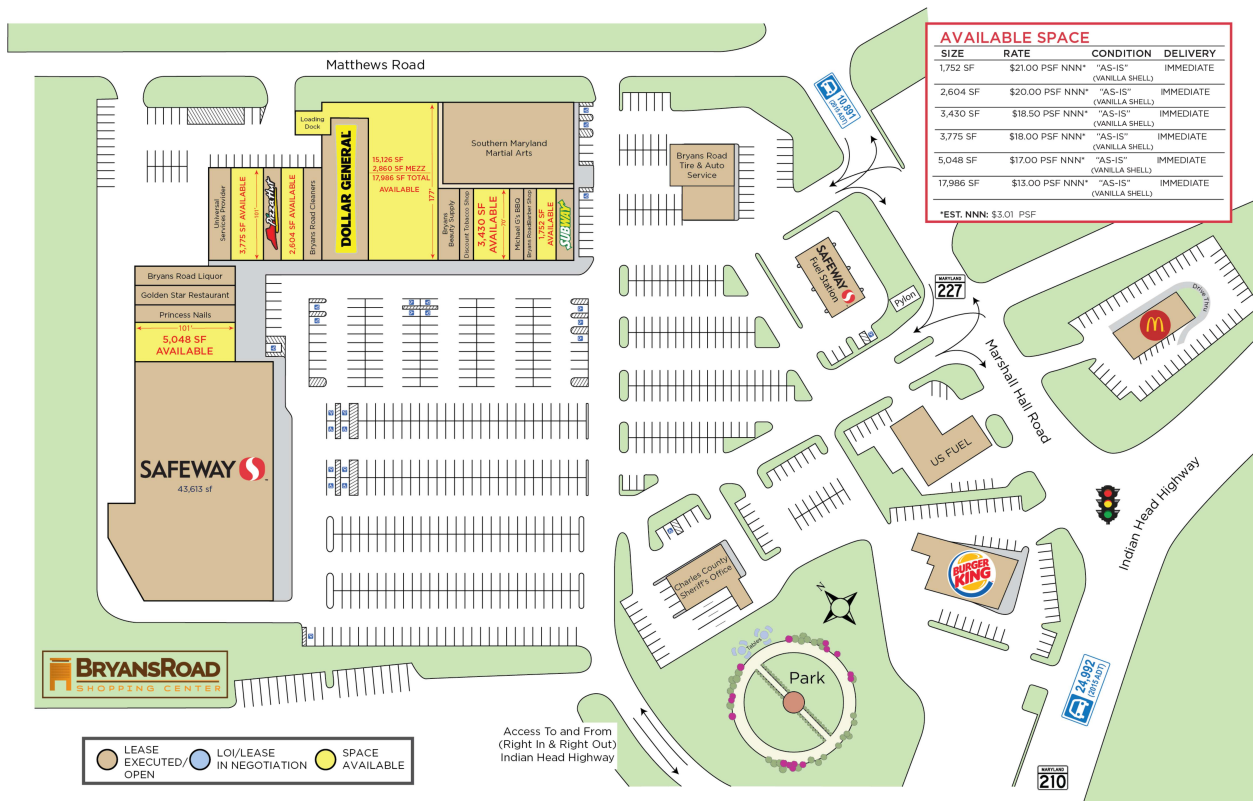 Matthews Road
AVAILABLE SPACE
SIZE RATE CONDITION DELIVERY
1,752 SF $21.00 PSF NNN* "AS-IS" IMMEDIATE
(VANILLA SHELL)
2,604 SF $20.00 PSF NNN* "AS-IS" IMMEDIATE
(VANILLA SHELL)
3,430 SF $18.50 PSF NNN* "AS-IS" IMMEDIATE
(VANILLA SHELL)
3,775 SF $18.00 PSF NNN* "AS-IS" IMMEDIATE
(VANILLA SHELL)
5,048 SF $17.00 PSF NNN* "AS-IS" IMMEDIATE
(VANILLA SHELL)
17,986 SF $13.00 PSF NNN* "AS-IS" IMMEDIATE
(VANILLA SHELL)
*EST. NNN: $3.01 PSF
10,891
(2015 ADT)
Loading
Dock
Universal
Services Provider
3,775 SF AVAILABLE
101'
Pizza Hut
2,604 SF AVAILABLE
Bryans Road Cleaners
DOLLAR GENERAL
15,126 SF
2,860 MEZZ
17,986 SF TOTAL
AVAILABLE
177'
Southern Maryland
Martial Arts
Bryans
Beauty Supply
Discount Tobacco Shop
3,430 SF
AVAILABLE
75'
Michael G's BBQ
Bryans Road Barber Shop
1,752 SF
AVAILABLE
SUBWAY
Bryans Road
Tire & Auto
Service
SAFEWAY
Fuel Station
Pylon
MARYLAND
227
Drive Thru
Marshall Hall Road
Bryans Road Liquor
Golden Star Restaurant
Princess Nails
101'
5,048 SF
AVAILABLE
SAFEWAY
43,613 sf
US FUEL
Indian Head Highway
BURGER
KING
Charles County
Sheriff's Office
N
Tables
Park
24,992
(2015 ADT)
MARYLAND
210
Access To and From
(Right In & Right Out)
Indian Head Highway
BRYANSROAD
SHOPPING CENTER
LEASE
EXECUTED/
OPEN
LOI/LEASE
IN NEGOTIATION
SPACE
AVAILABLE